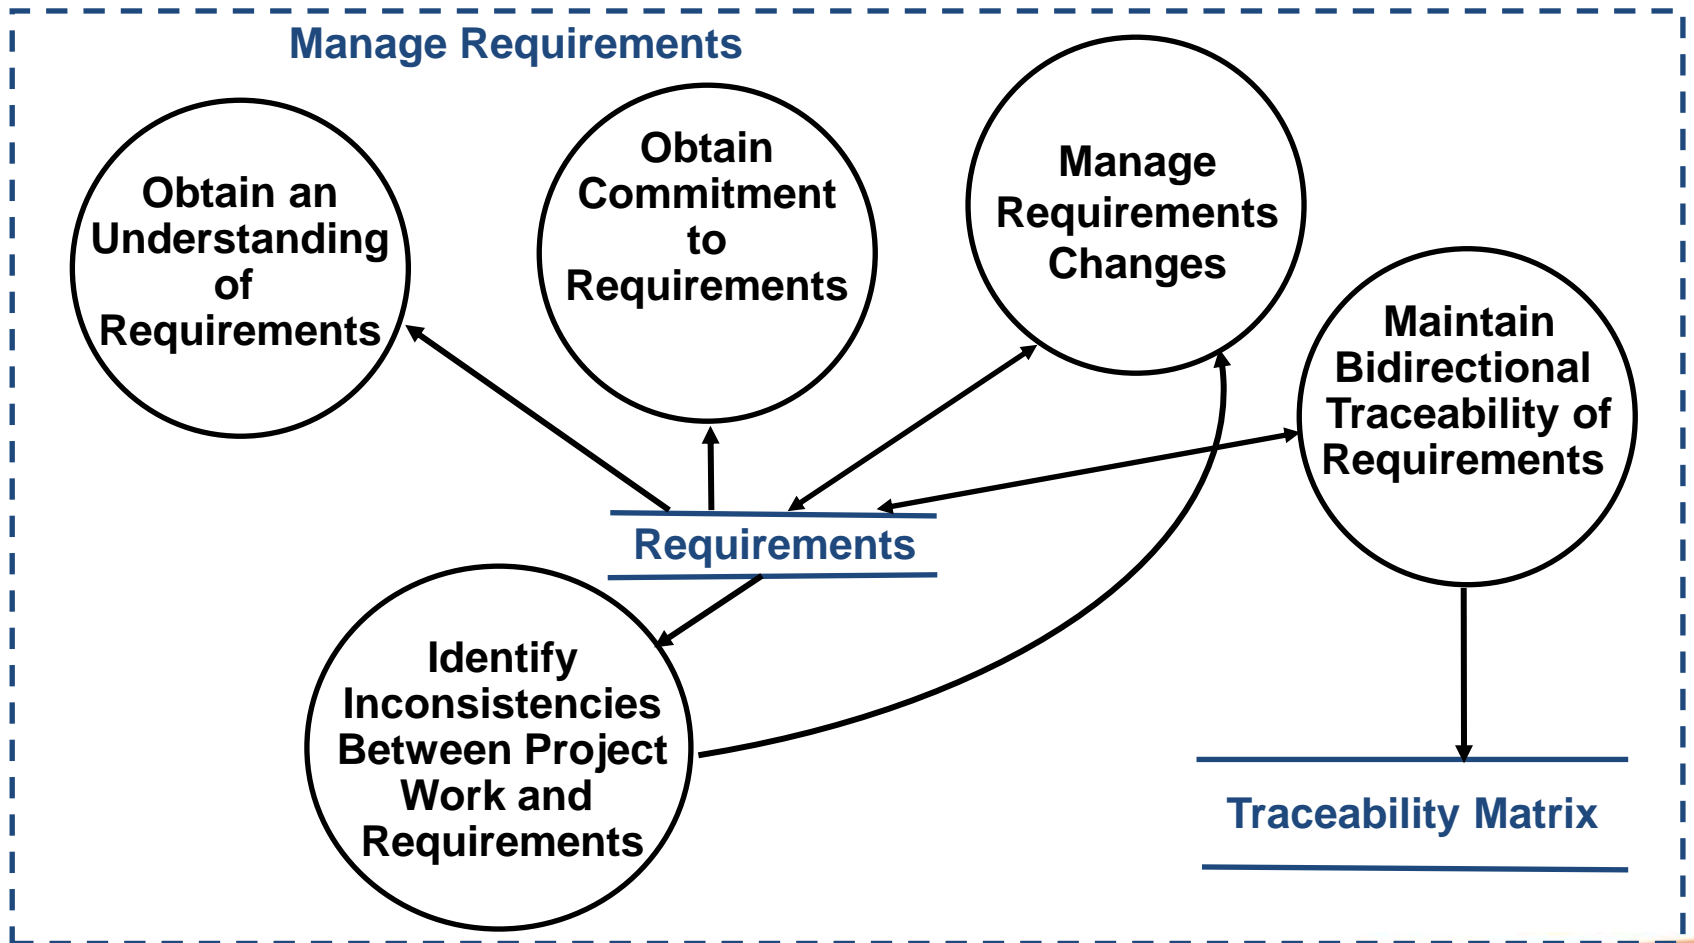 Manage Requirements
Obtain an
Understanding
of
Requirements
Obtain
Commitment
to
Requirements
Manage
Requirements
Changes
Maintain
Bidirectional
Traceability of
Requirements
Requirements
Identify
Inconsistencies
Between Project
Work and
Requirements
Traceability Matrix